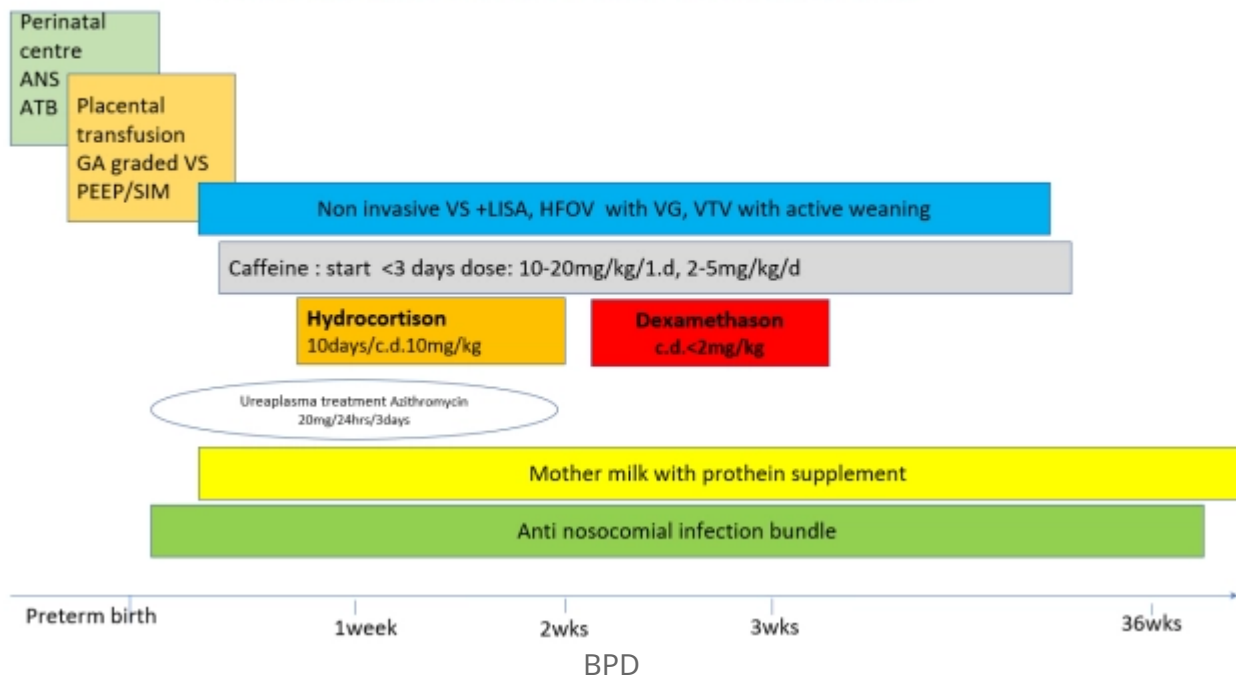 Perinatal
centre
ANS
ATB
Placental
transfusion
GA graded VS
PEEP/SIM
Non invasive VS +LISA, HFOV with VG, VTV with active weaning
Caffeine : start <3 days dose: 10-20mg/kg/1.d, 2-5mg/kg/d
Hydrocortison
10days/c.d.10mg/kg
Dexamethason
c.d.<2mg/kg
Ureaplasma treatment Azithromycin
20mg/24hrs/3days
Mother milk with prothein supplement
Anti nosocomial infection bundle
Preterm birth
1week
2wks
3wks
36wks
BPD